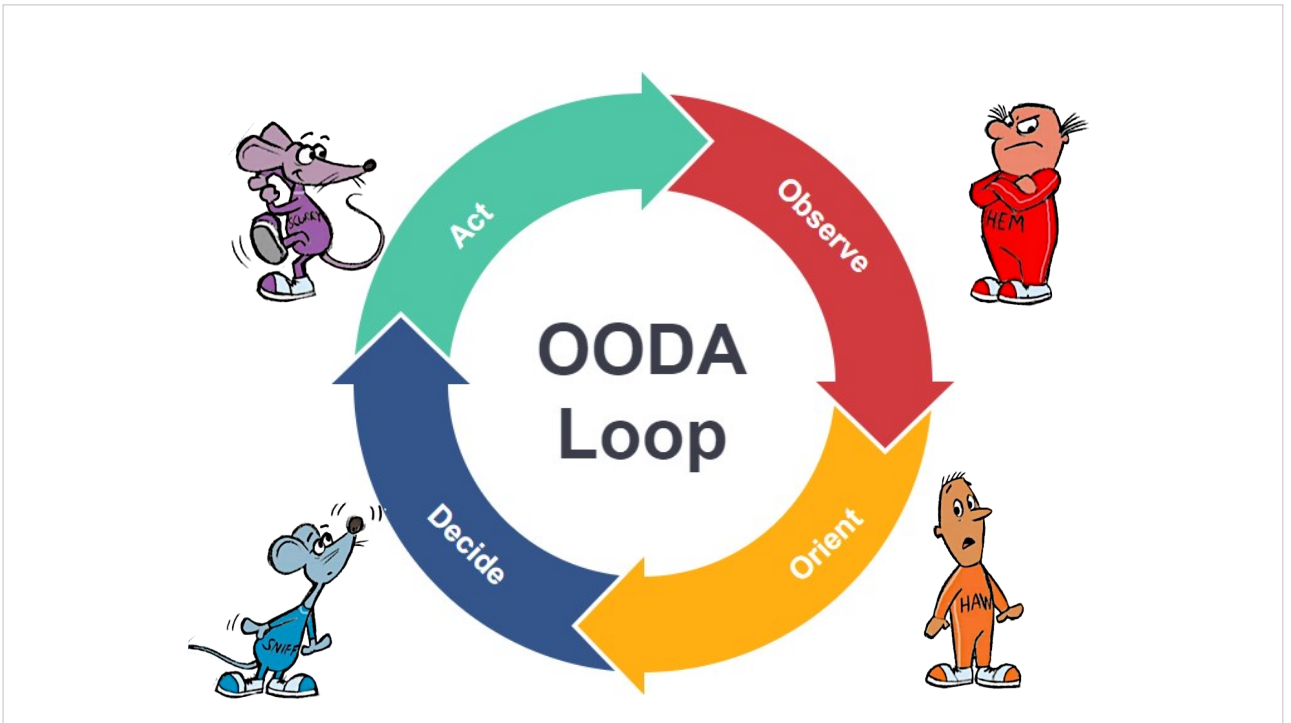 SCURRY
Act
Observe
HEM
OODA
Loop
Decide
SNIFF
Orient
HAW